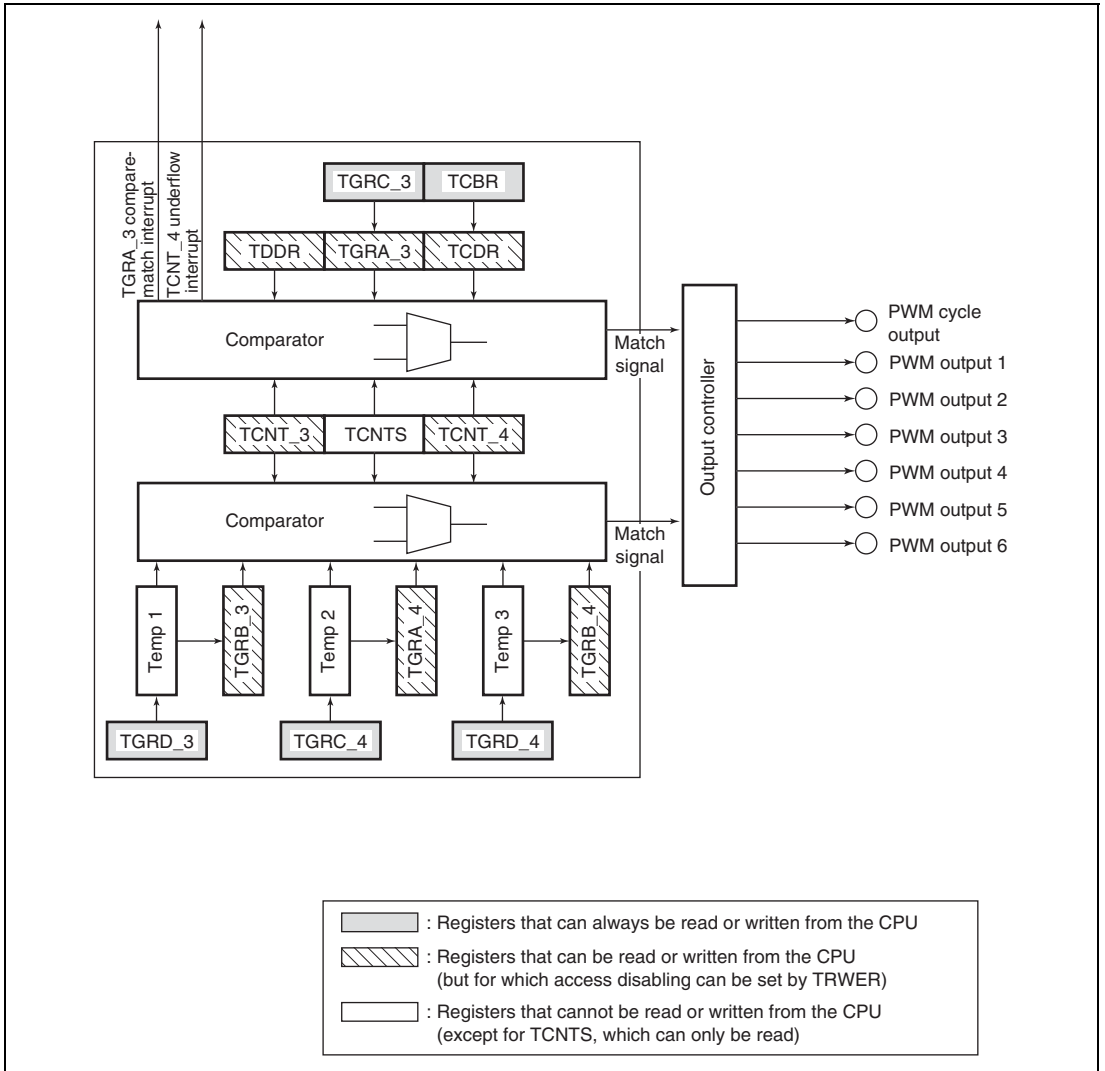 TGRA_3 compare-
match interrupt
TCNT_4 underflow
interrupt
TGRC_3
TCBR
TDDR
TGRA_3
TCDR
Comparator
Match
signal
TCNT_3
TCNTS
TCNT_4
Comparator
Match
signal
Temp 1
TGRB_3
Temp 2
TGRA_4
Temp 3
TGRB_4
TGRD_3
TGRC_4
TGRD_4
Output controller
PWM cycle
output
PWM output 1
PWM output 2
PWM output 3
PWM output 4
PWM output 5
PWM output 6
: Registers that can always be read or written from the CPU
: Registers that can be read or written from the CPU
(but for which access disabling can be set by TRWER)
: Registers that cannot be read or written from the CPU
(except for TCNTS, which can only be read)